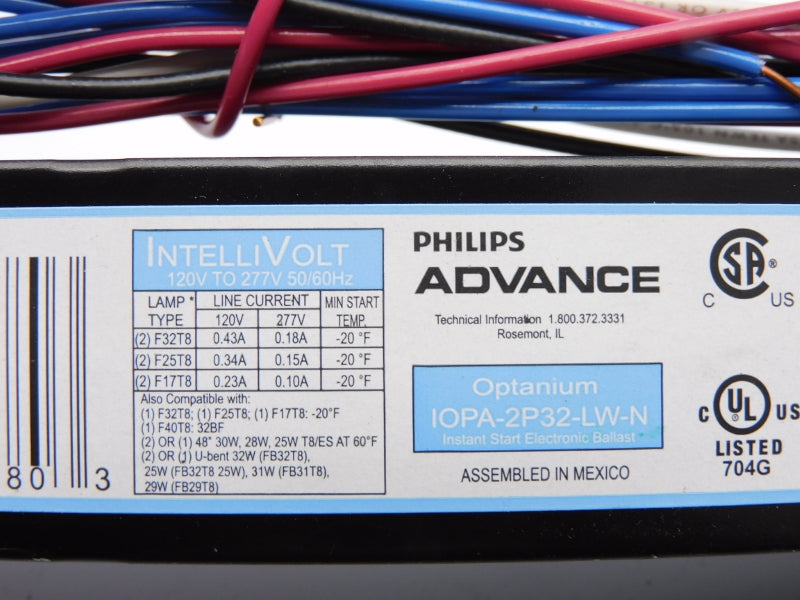 INTELLIVOLT
120V TO 277V 50/60Hz
LAMP * TYPE LINE CURRENT MIN START TEMP.
120V 277V
(2) F32T8 0.43A 0.18A -20 °F
(2) F25T8 0.34A 0.15A -20 °F
(2) F17T8 0.23A 0.10A -20 °F
Also Compatible with:
(1) F32T8; (1) F25T8; (1) F17T8: -20°F
(1) F40T8: 32BF
(2) OR (1) 48" 30W, 28W, 25W T8/ES AT 60°F
(2) OR (1) U-bent 32W (FB32T8),
25W (FB32T8 25W), 31W (FB31T8),
29W (FB29T8)
80 3
PHILIPS
ADVANCE
Technical Information 1.800.372.3331
Rosemont, IL
Optanium
IOPA-2P32-LW-N
Instant Start Electronic Ballast
ASSEMBLED IN MEXICO
SA ®
C US
C UL ® US
LISTED
704G